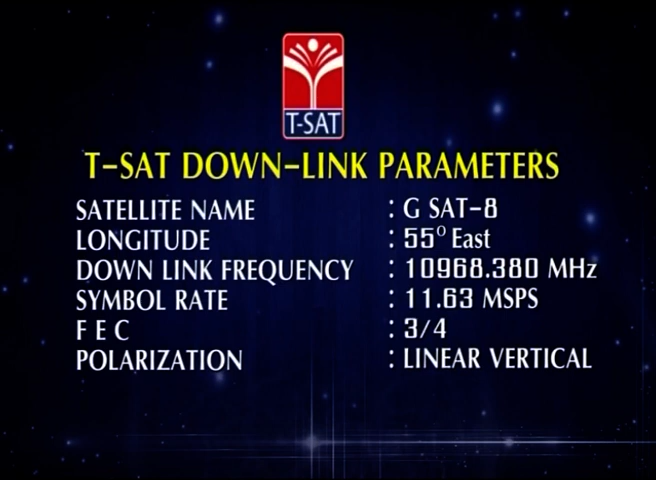 T-SAT
T-SAT DOWN-LINK PARAMETERS
SATELLITE NAME : G SAT-8
LONGITUDE : 55° East
DOWN LINK FREQUENCY : 10968.380 MHz
SYMBOL RATE : 11.63 MSPS
F E C : 3/4
POLARIZATION : LINEAR VERTICAL